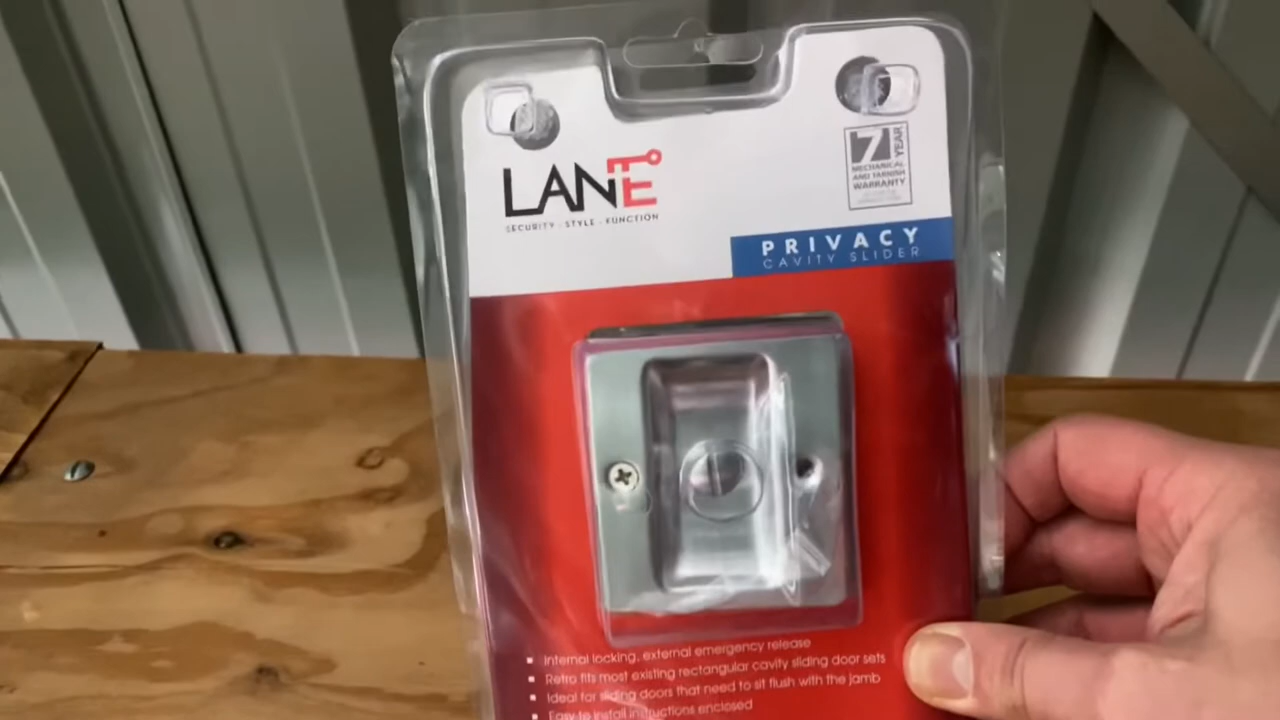 LANE
SECURITY · STYLE · FUNCTION
7 YEAR
MECHANICAL
AND TARNISH
WARRANTY
PRIVACY
CAVITY SLIDER
Internal locking, external emergency release
Retro fits most existing rectangular cavity sliding door sets
Ideal for sliding doors that need to sit flush with the jamb
Easy to install instructions enclosed